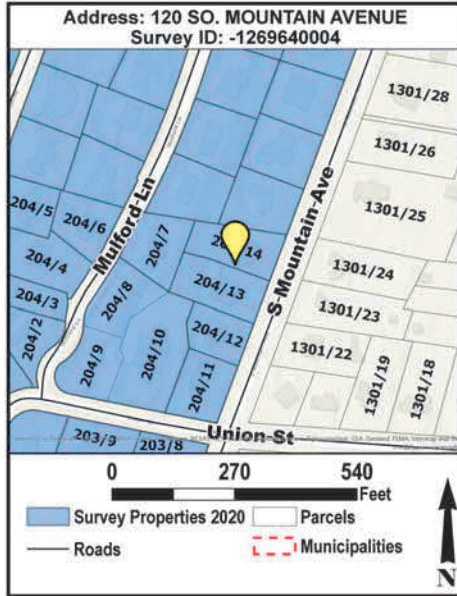 Address: 120 SO. MOUNTAIN AVENUE
Survey ID: -1269640004
1301/28
1301/26
204/5
204/6
Mulford Ln
204/7
14
S Mountain Ave
1301/25
204/4
204/13
1301/24
204/3
204/8
204/2
204/10
204/12
1301/23
204/9
204/11
1301/22
1301/19
1301/18
Union St
203/9
203/8
0 270 540
Feet
Survey Properties 2020
Parcels
Roads
Municipalities
N